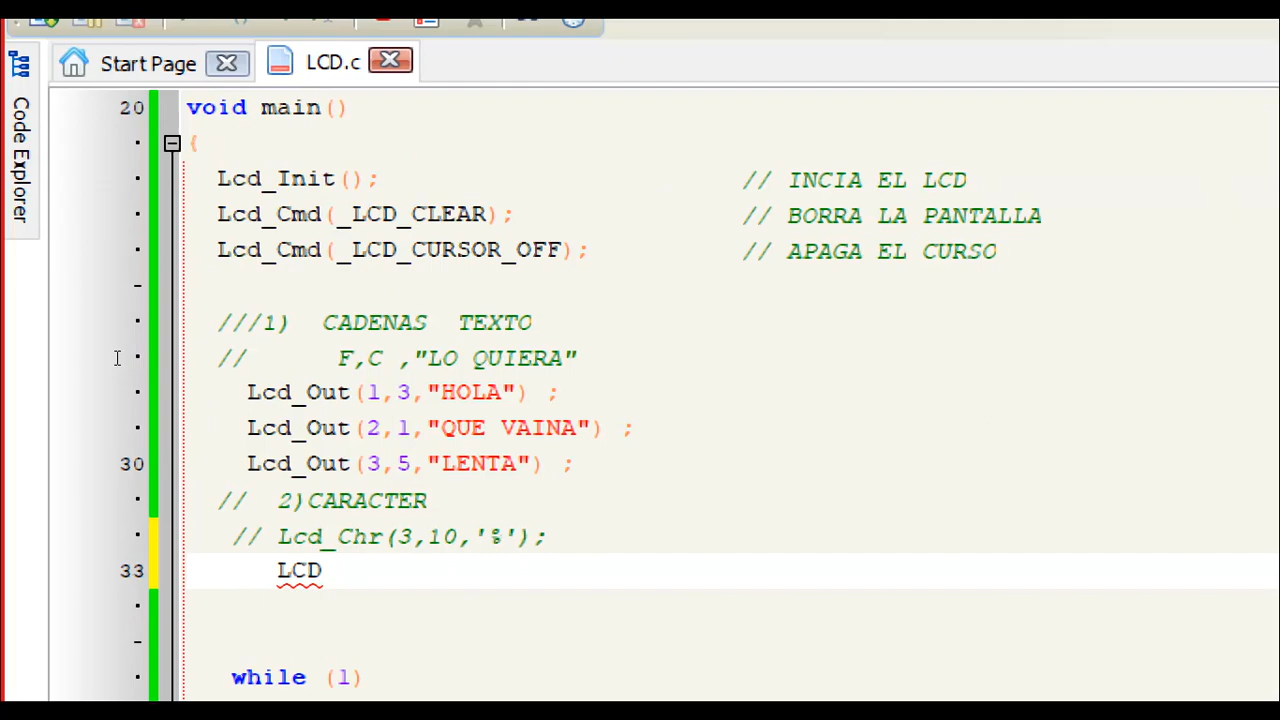 Start Page
LCD.c
Code Explorer
20 void main()
{
Lcd_Init(); // INCIA EL LCD
Lcd_Cmd(_LCD_CLEAR); // BORRA LA PANTALLA
Lcd_Cmd(_LCD_CURSOR_OFF); // APAGA EL CURSO
///1) CADENAS TEXTO
// F,C ,"LO QUIERA"
Lcd_Out(1,3,"HOLA") ;
Lcd_Out(2,1,"QUE VAINA") ;
30 Lcd_Out(3,5,"LENTA") ;
// 2)CARACTER
// Lcd_Chr(3,10,'%');
33 LCD
while (1)